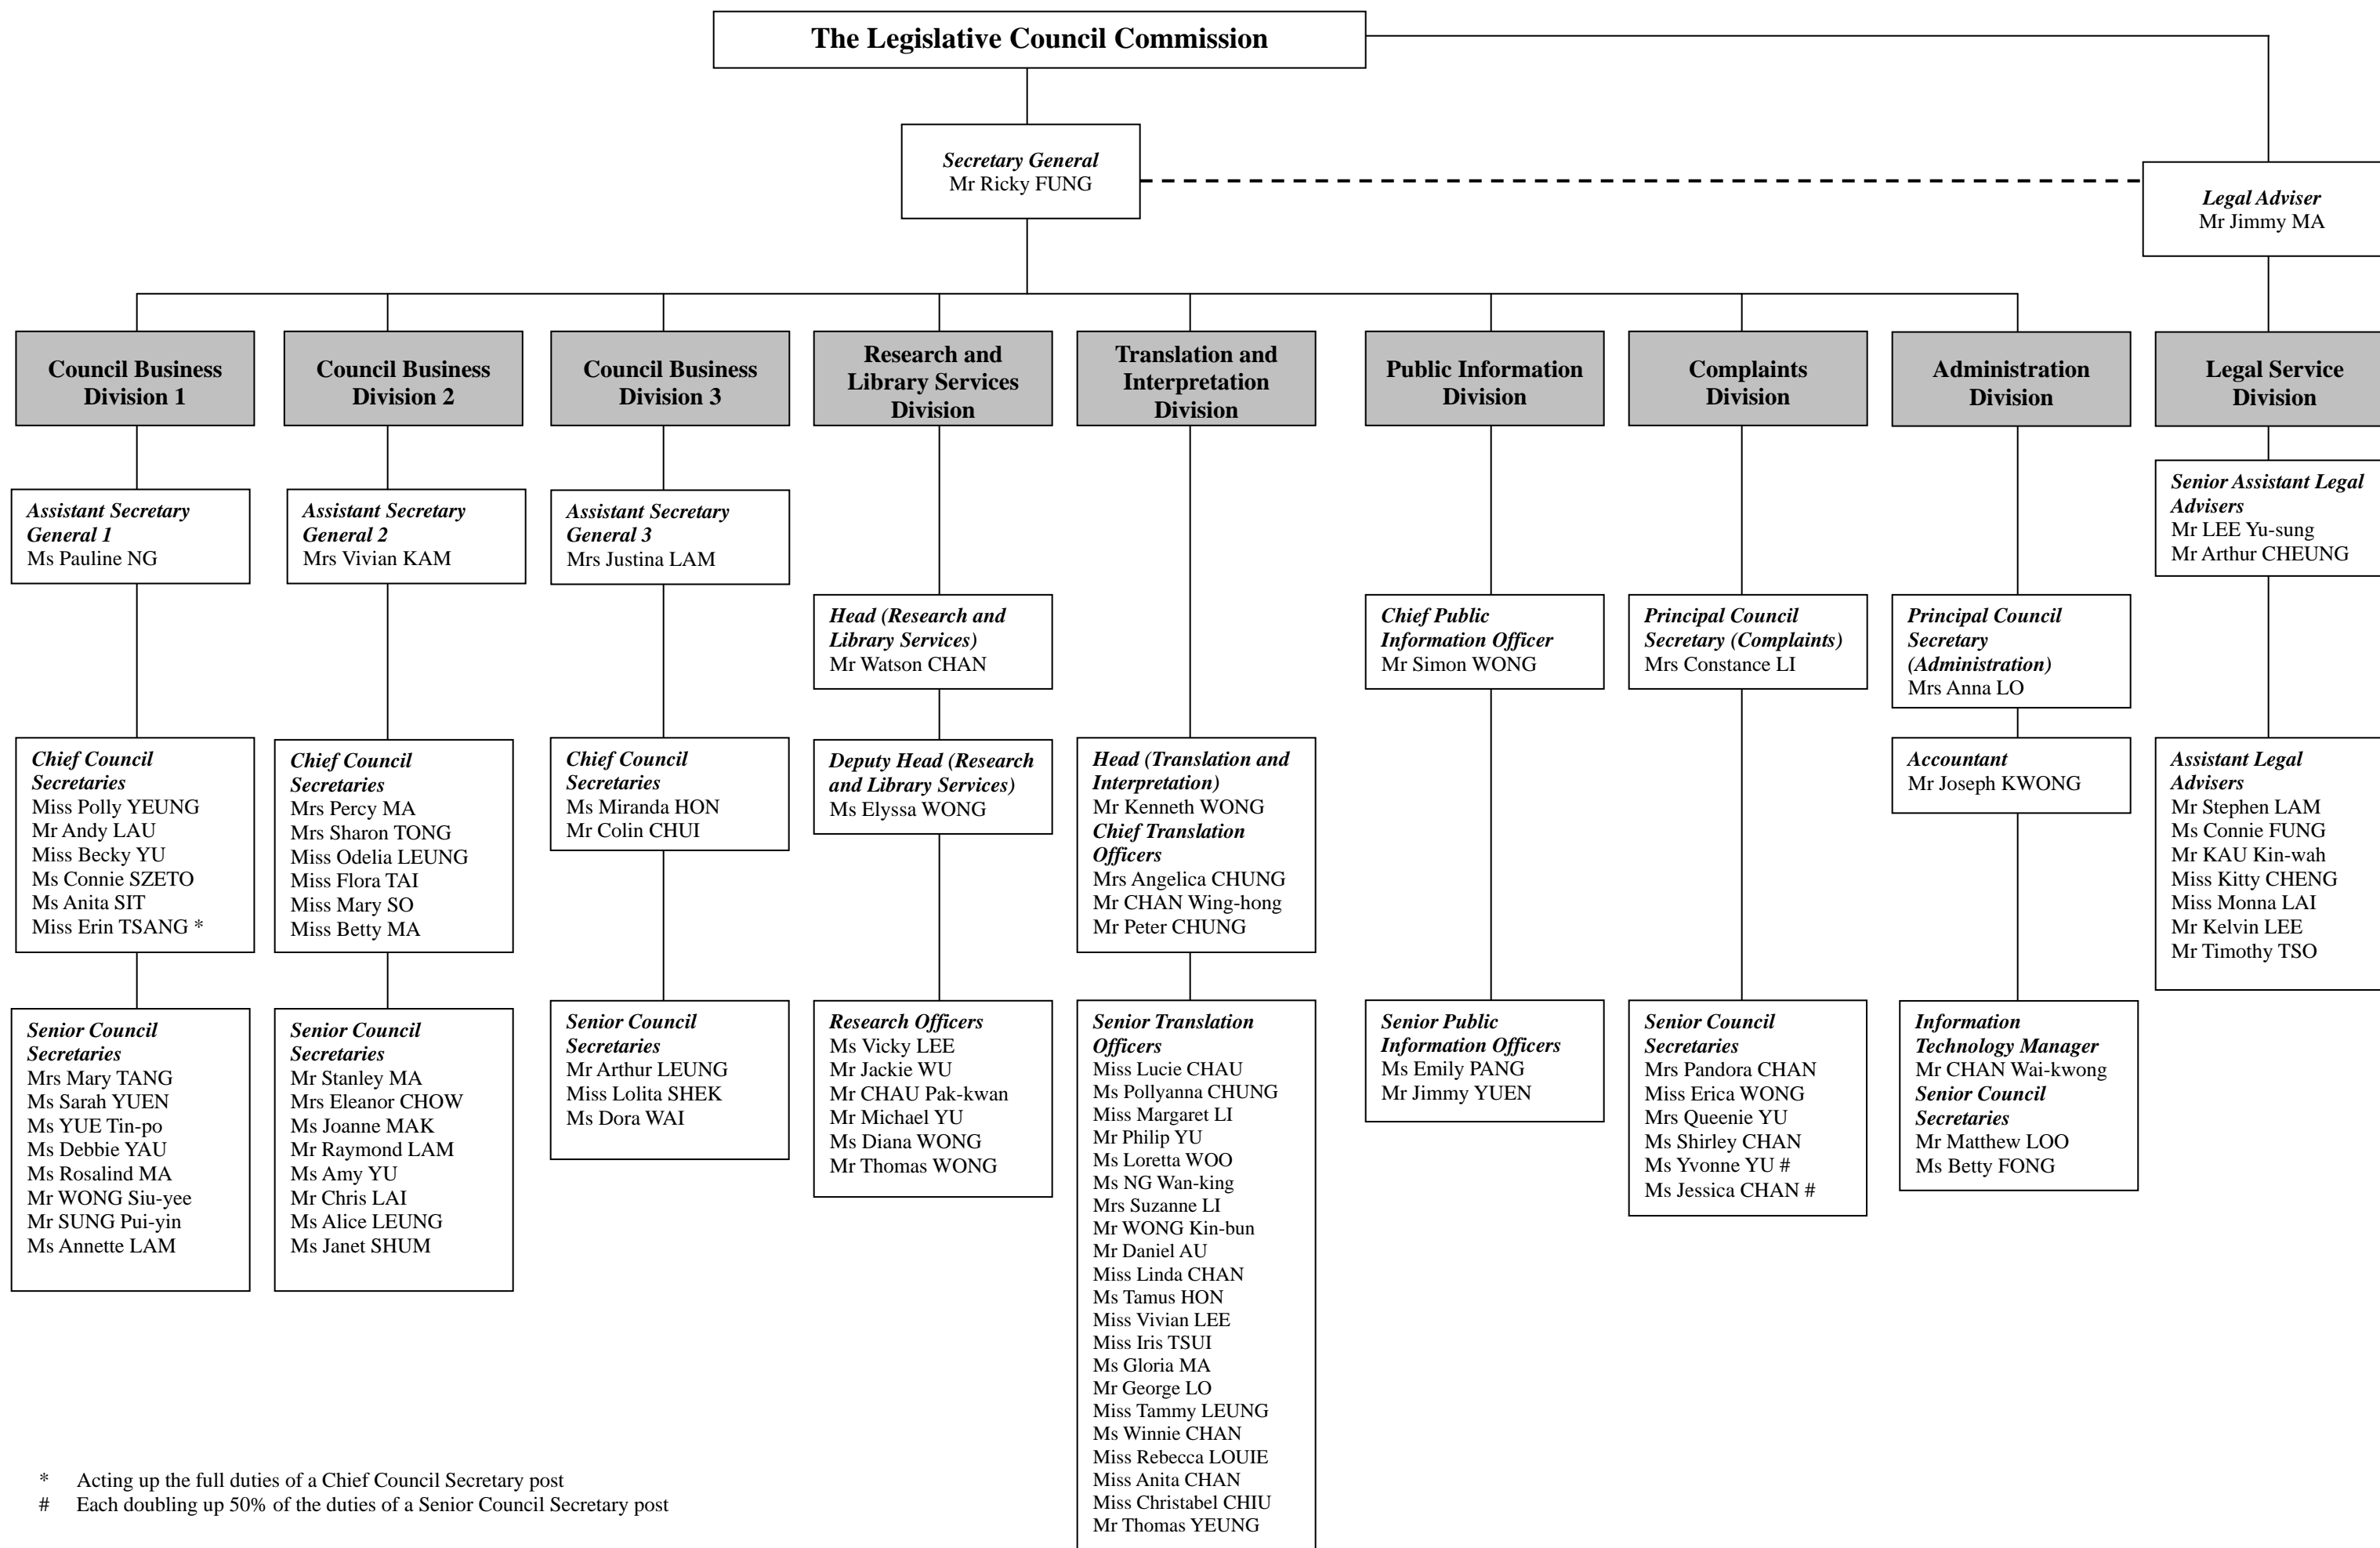 The Legislative Council Commission
Secretary General
Mr Ricky FUNG
Legal Adviser
Mr Jimmy MA
Council Business
Division 1
Council Business
Division 2
Council Business
Division 3
Research and
Library Services
Division
Translation and
Interpretation
Division
Public Information
Division
Complaints
Division
Administration
Division
Legal Service
Division
Assistant Secretary
General 1
Ms Pauline NG
Assistant Secretary
General 2
Mrs Vivian KAM
Assistant Secretary
General 3
Mrs Justina LAM
Senior Assistant Legal
Advisers
Mr LEE Yu-sung
Mr Arthur CHEUNG
Head (Research and
Library Services)
Mr Watson CHAN
Chief Public
Information Officer
Mr Simon WONG
Principal Council
Secretary (Complaints)
Mrs Constance LI
Principal Council
Secretary
(Administration)
Mrs Anna LO
Chief Council
Secretaries
Miss Polly YEUNG
Mr Andy LAU
Miss Becky YU
Ms Connie SZETO
Ms Anita SIT
Miss Erin TSANG *
Chief Council
Secretaries
Mrs Percy MA
Mrs Sharon TONG
Miss Odelia LEUNG
Miss Flora TAI
Miss Mary SO
Miss Betty MA
Chief Council
Secretaries
Ms Miranda HON
Mr Colin CHUI
Deputy Head (Research
and Library Services)
Ms Elyssa WONG
Head (Translation and
Interpretation)
Mr Kenneth WONG
Chief Translation
Officers
Mrs Angelica CHUNG
Mr CHAN Wing-hong
Mr Peter CHUNG
Accountant
Mr Joseph KWONG
Assistant Legal
Advisers
Mr Stephen LAM
Ms Connie FUNG
Mr KAU Kin-wah
Miss Kitty CHENG
Miss Monna LAI
Mr Kelvin LEE
Mr Timothy TSO
Senior Council
Secretaries
Mrs Mary TANG
Ms Sarah YUEN
Ms YUE Tin-po
Ms Debbie YAU
Ms Rosalind MA
Mr WONG Siu-yee
Mr SUNG Pui-yin
Ms Annette LAM
Senior Council
Secretaries
Mr Stanley MA
Mrs Eleanor CHOW
Ms Joanne MAK
Mr Raymond LAM
Ms Amy YU
Mr Chris LAI
Ms Alice LEUNG
Ms Janet SHUM
Senior Council
Secretaries
Mr Arthur LEUNG
Miss Lolita SHEK
Ms Dora WAI
Research Officers
Ms Vicky LEE
Mr Jackie WU
Mr CHAU Pak-kwan
Mr Michael YU
Ms Diana WONG
Mr Thomas WONG
Senior Translation
Officers
Miss Lucie CHAU
Ms Pollyanna CHUNG
Miss Margaret LI
Mr Philip YU
Ms Loretta WOO
Ms NG Wan-king
Mrs Suzanne LI
Mr WONG Kin-bun
Mr Daniel AU
Miss Linda CHAN
Ms Tamus HON
Miss Vivian LEE
Miss Iris TSUI
Ms Gloria MA
Mr George LO
Miss Tammy LEUNG
Ms Winnie CHAN
Miss Rebecca LOUIE
Miss Anita CHAN
Miss Christabel CHIU
Mr Thomas YEUNG
Senior Public
Information Officers
Ms Emily PANG
Mr Jimmy YUEN
Senior Council
Secretaries
Mrs Pandora CHAN
Miss Erica WONG
Mrs Queenie YU
Ms Shirley CHAN
Ms Yvonne YU #
Ms Jessica CHAN #
Information
Technology Manager
Mr CHAN Wai-kwong
Senior Council
Secretaries
Mr Matthew LOO
Ms Betty FONG
* Acting up the full duties of a Chief Council Secretary post
# Each doubling up 50% of the duties of a Senior Council Secretary post